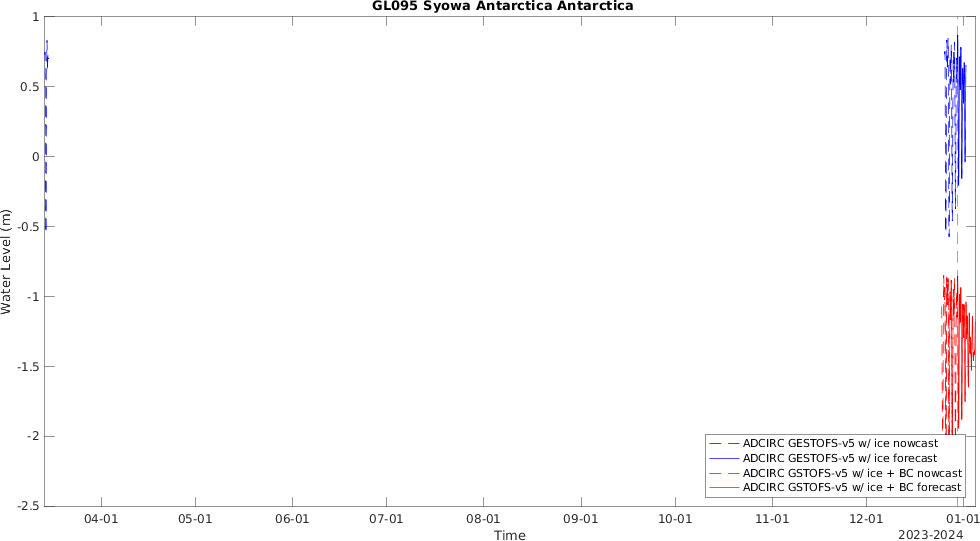 GL095 Syowa Antarctica Antarctica
1
0.5
0
-0.5
-1
-1.5
-2
-2.5
Water Level (m)
ADCIRC GESTOFS-v5 w/ ice nowcast
ADCIRC GESTOFS-v5 w/ ice forecast
ADCIRC GSTOFS-v5 w/ ice + BC nowcast
ADCIRC GSTOFS-v5 w/ ice + BC forecast
04-01 05-01 06-01 07-01 08-01 09-01 10-01 11-01 12-01 01-01
Time
2023-2024